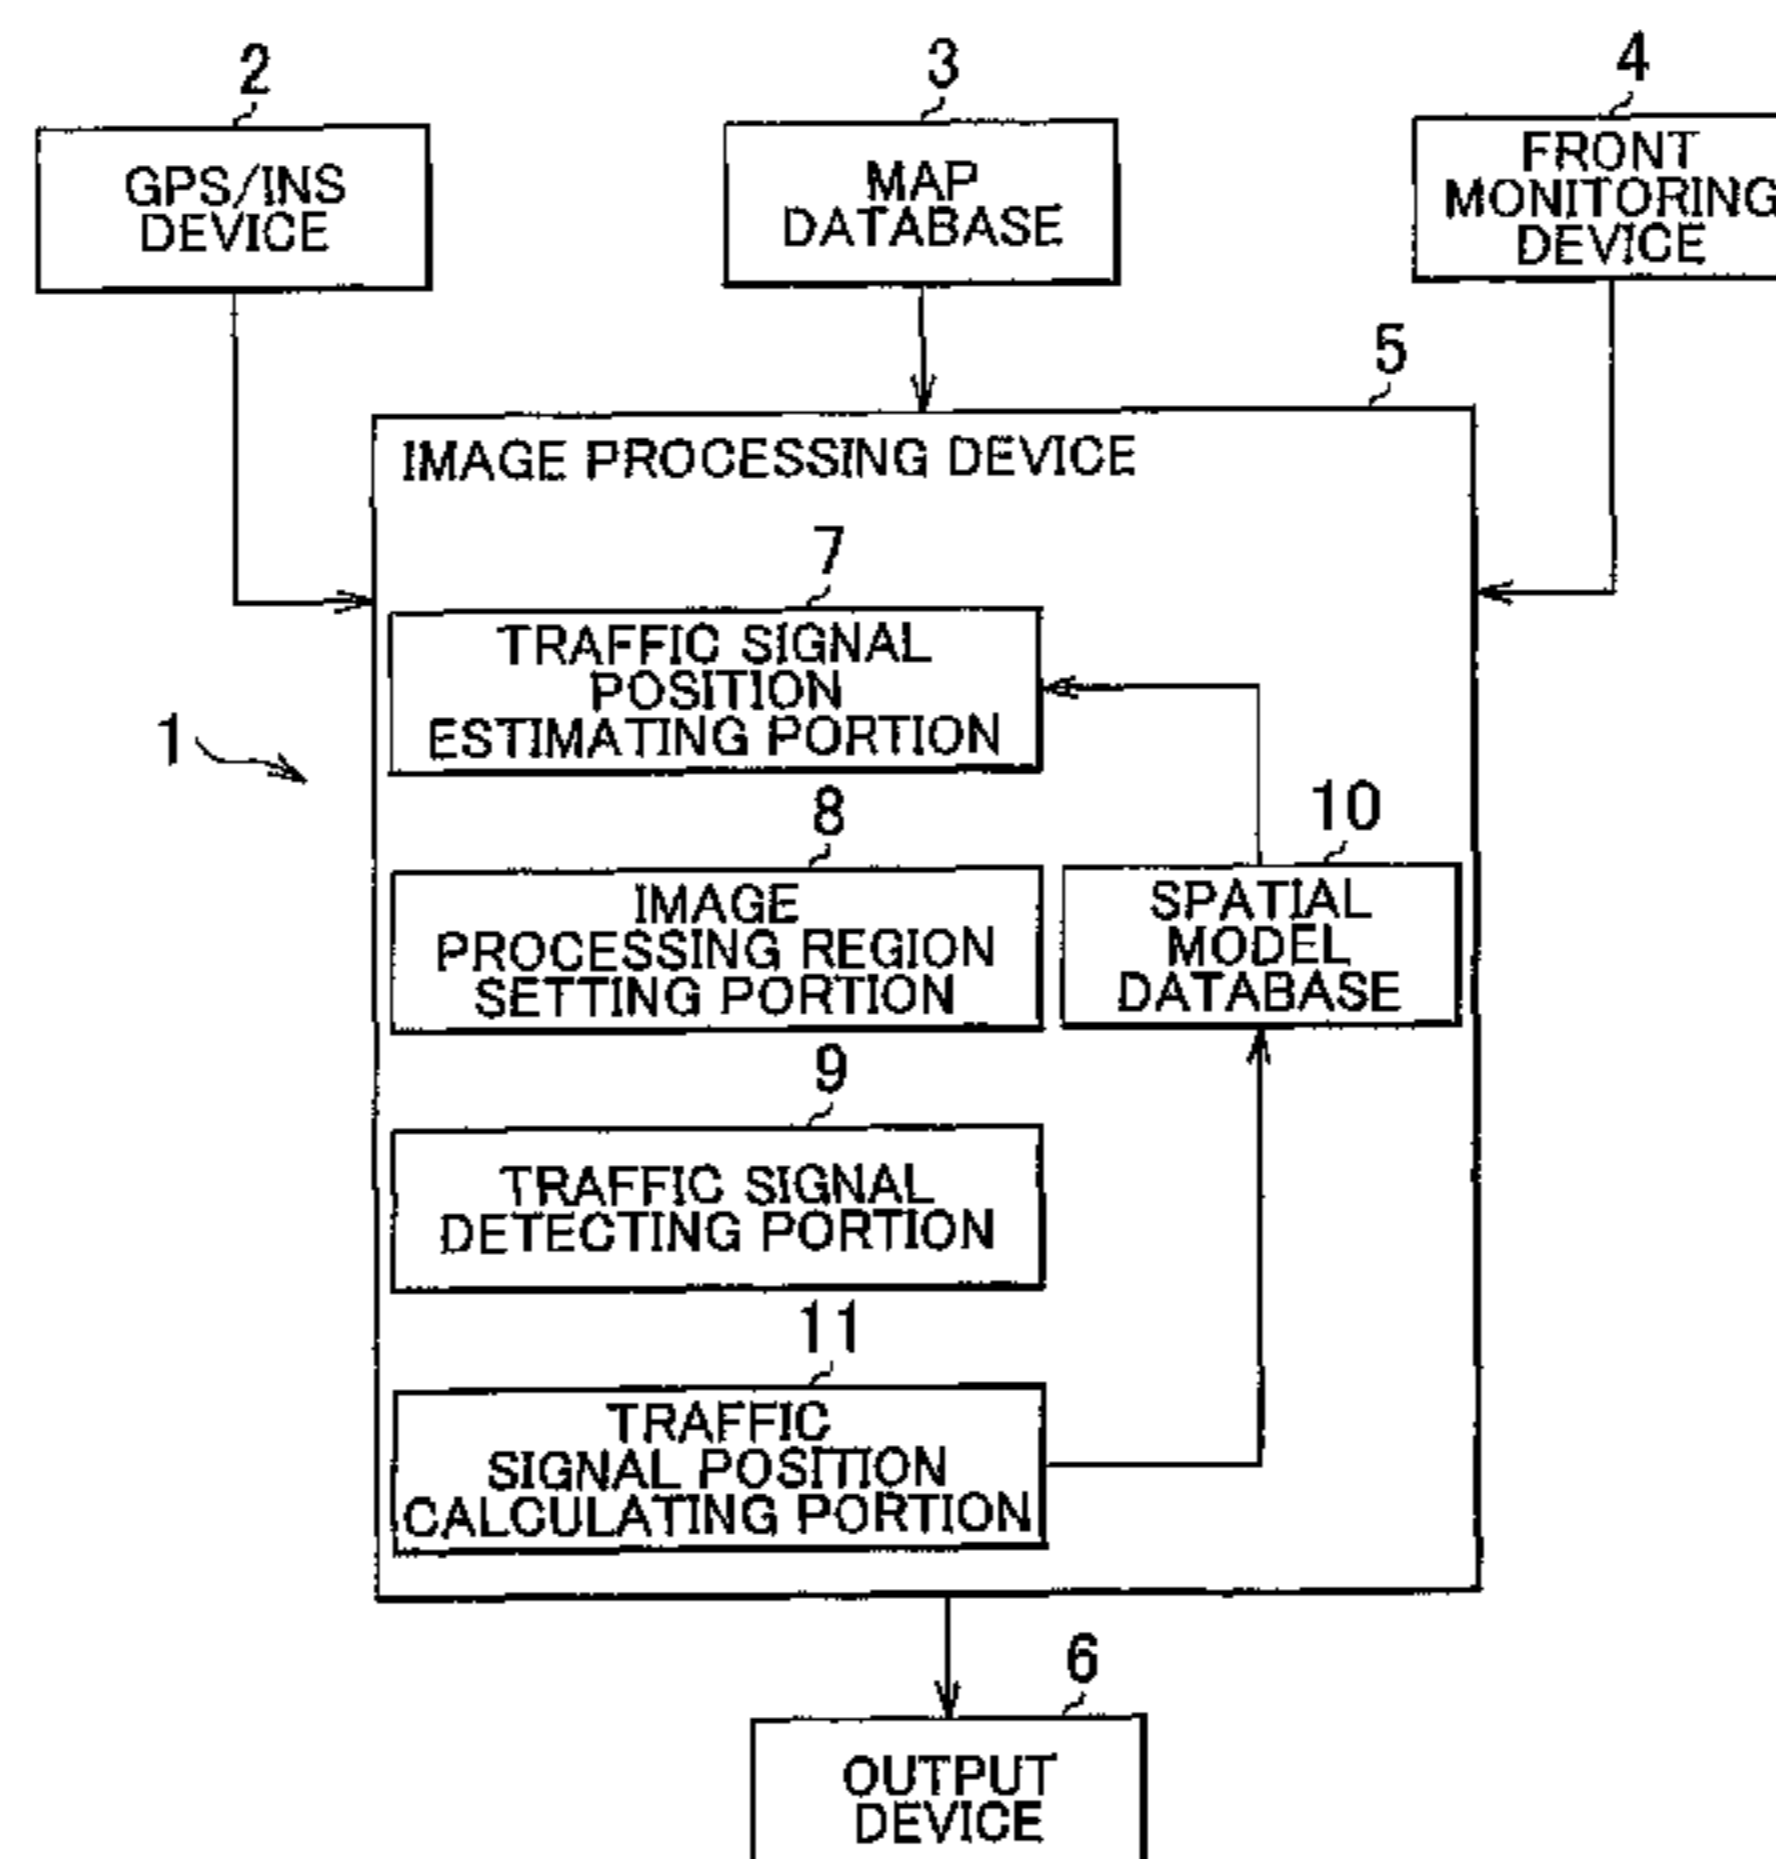 2
3
4
GPS/INS
DEVICE
MAP
DATABASE
FRONT
MONITORING
DEVICE
5
IMAGE PROCESSING DEVICE
7
TRAFFIC SIGNAL
POSITION
ESTIMATING PORTION
1
8
10
IMAGE
PROCESSING REGION
SETTING PORTION
SPATIAL
MODEL
DATABASE
9
TRAFFIC SIGNAL
DETECTING PORTION
11
TRAFFIC
SIGNAL POSITION
CALCULATING PORTION
6
OUTPUT
DEVICE